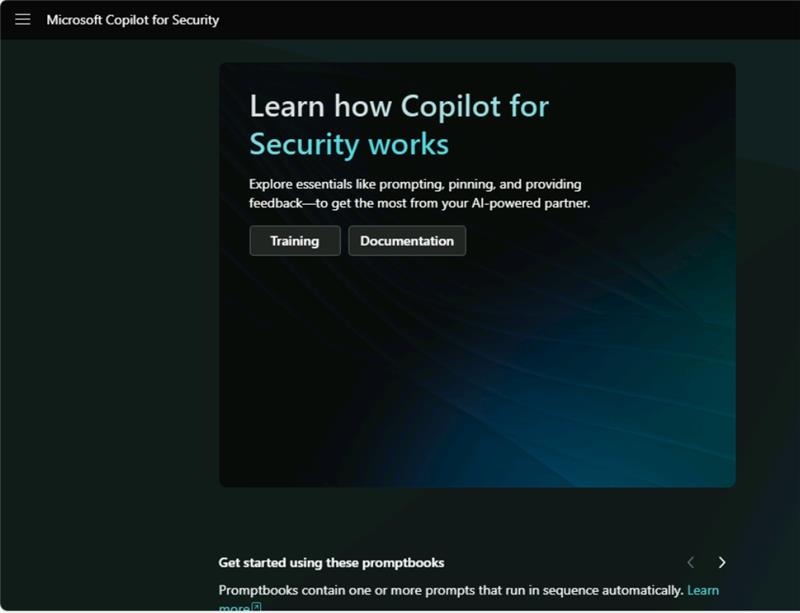 Microsoft Copilot for Security
Learn how Copilot for
Security works
Explore essentials like prompting, pinning, and providing
feedback—to get the most from your AI-powered partner.
Training
Documentation
Get started using these promptbooks
Promptbooks contain one or more prompts that run in sequence automatically. Learn
more